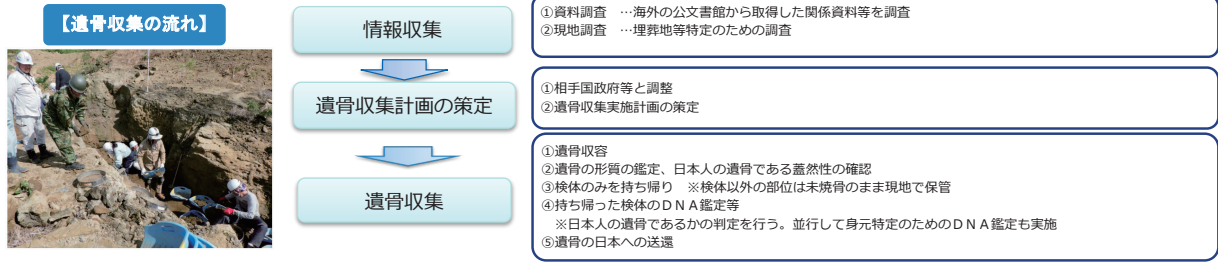 【遺骨収集の流れ】
情報収集
①資料調査　…海外の公文書館から取得した関係資料等を調査
②現地調査　…埋葬地等特定のための調査
遺骨収集計画の策定
①相手国政府等と調整
②遺骨収集実施計画の策定
遺骨収集
①遺骨収容
②遺骨の形質の鑑定、日本人の遺骨である蓋然性の確認
③検体のみを持ち帰り　※検体以外の部位は未焼骨のまま現地で保管
④持ち帰った検体のＤＮＡ鑑定等
※日本人の遺骨であるかの判定を行う。並行して身元特定のためのＤＮＡ鑑定も実施
⑤遺骨の日本への送還